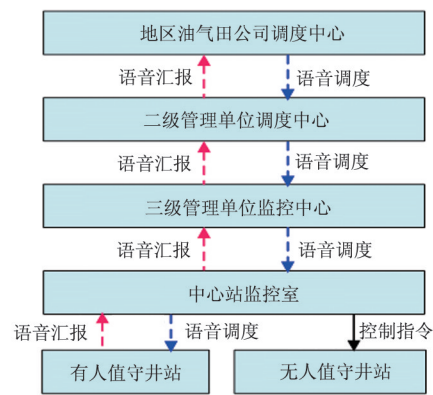 地区油气田公司调度中心
语音汇报 语音调度
二级管理单位调度中心
语音汇报 语音调度
三级管理单位监控中心
语音汇报 语音调度
中心站监控室
语音汇报 语音调度 控制指令
有人值守井站 无人值守井站